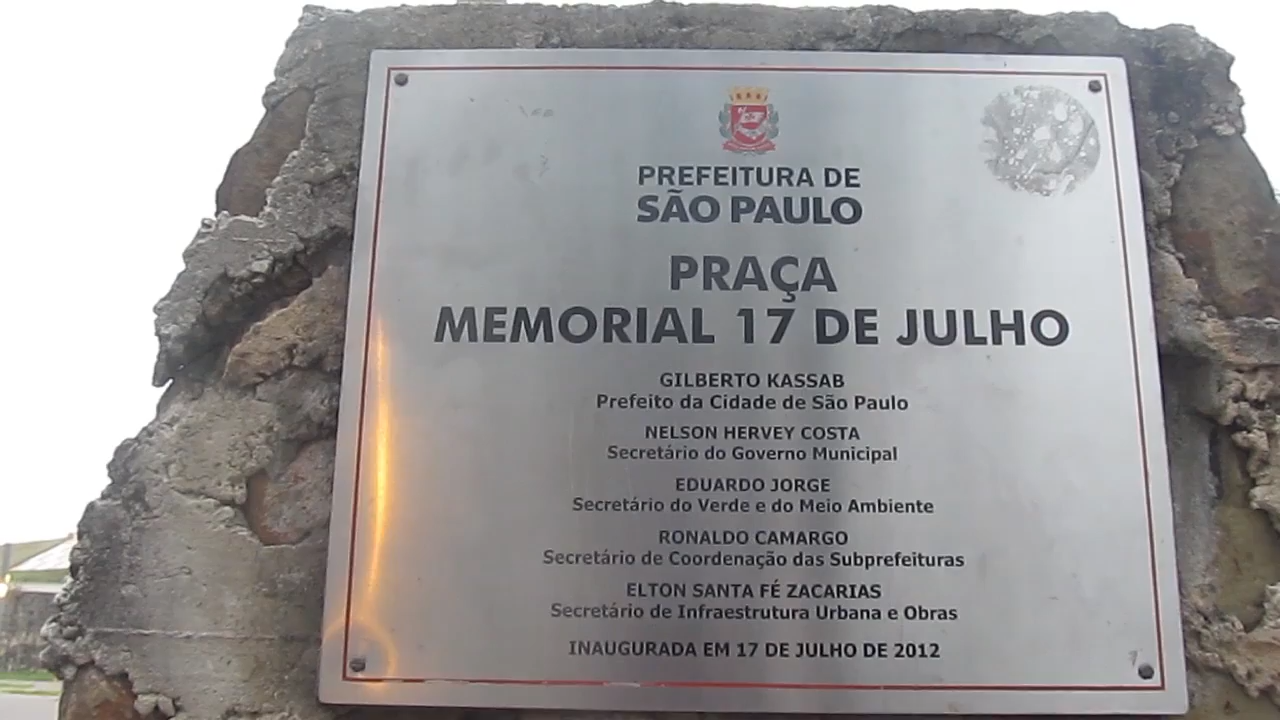 PREFEITURA DE
SÃO PAULO
PRAÇA
MEMORIAL 17 DE JULHO
GILBERTO KASSAB
Prefeito da Cidade de São Paulo
NELSON HERVEY COSTA
Secretário do Governo Municipal
EDUARDO JORGE
Secretário do Verde e do Meio Ambiente
RONALDO CAMARGO
Secretário de Coordenação das Subprefeituras
ELTON SANTA FÉ ZACARIAS
Secretário de Infraestrutura Urbana e Obras
INAUGURADA EM 17 DE JULHO DE 2012